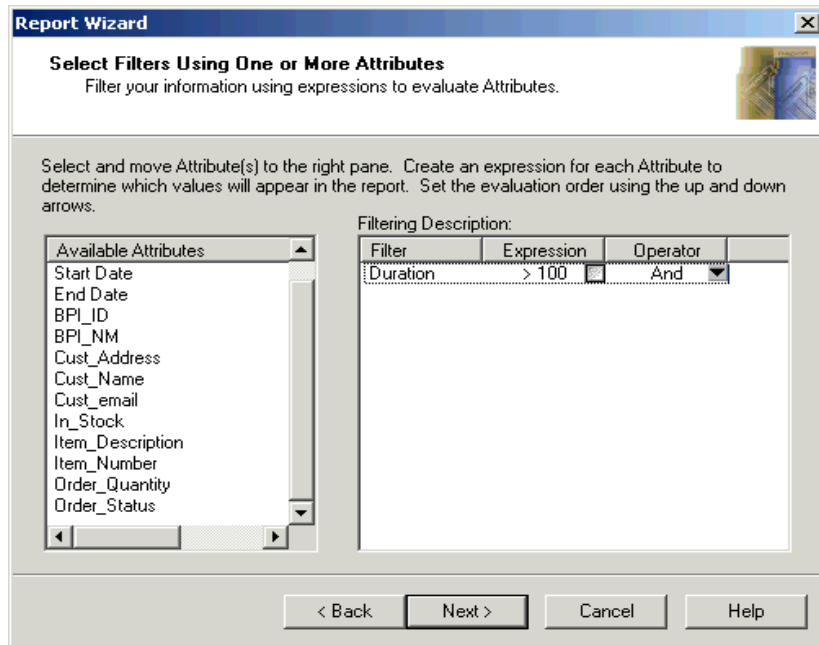 Report Wizard
Select Filters Using One or More Attributes
Filter your information using expressions to evaluate Attributes.
Select and move Attribute(s) to the right pane. Create an expression for each Attribute to
determine which values will appear in the report. Set the evaluation order using the up and down
arrows.
Filtering Description:
Available Attributes
Start Date
End Date
BPI_ID
BPI_NM
Cust_Address
Cust_Name
Cust_email
In_Stock
Item_Description
Item_Number
Order_Quantity
Order_Status
Filter Expression Operator
Duration > 100 And
< Back Next > Cancel Help